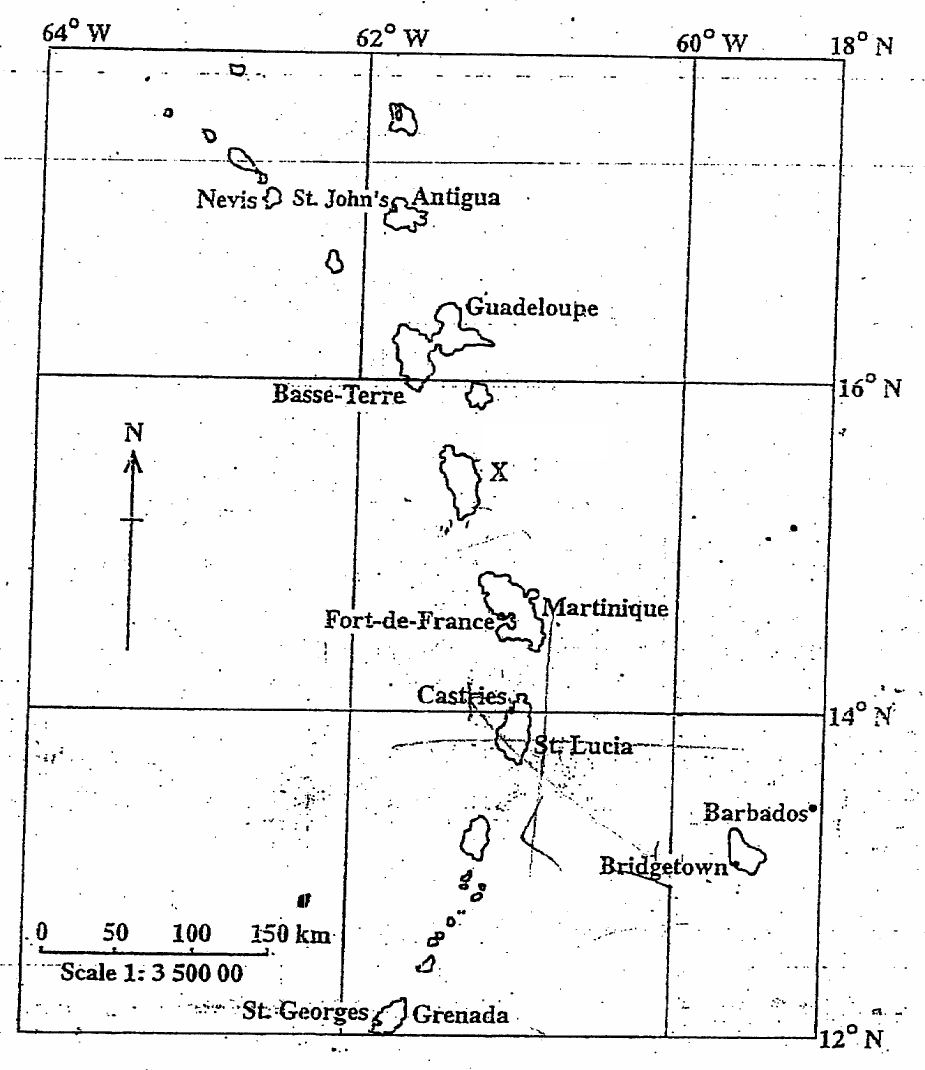 64° W 62° W 60° W 18° N
Nevis St. John's Antigua
Guadeloupe
Basse-Terre 16° N
N
X
Fort-de-France Martinique
Castries
14° N
St. Lucia
Barbados
Bridgetown
0 50 100 150 km
Scale 1: 3 500 00
St. Georges Grenada
12° N